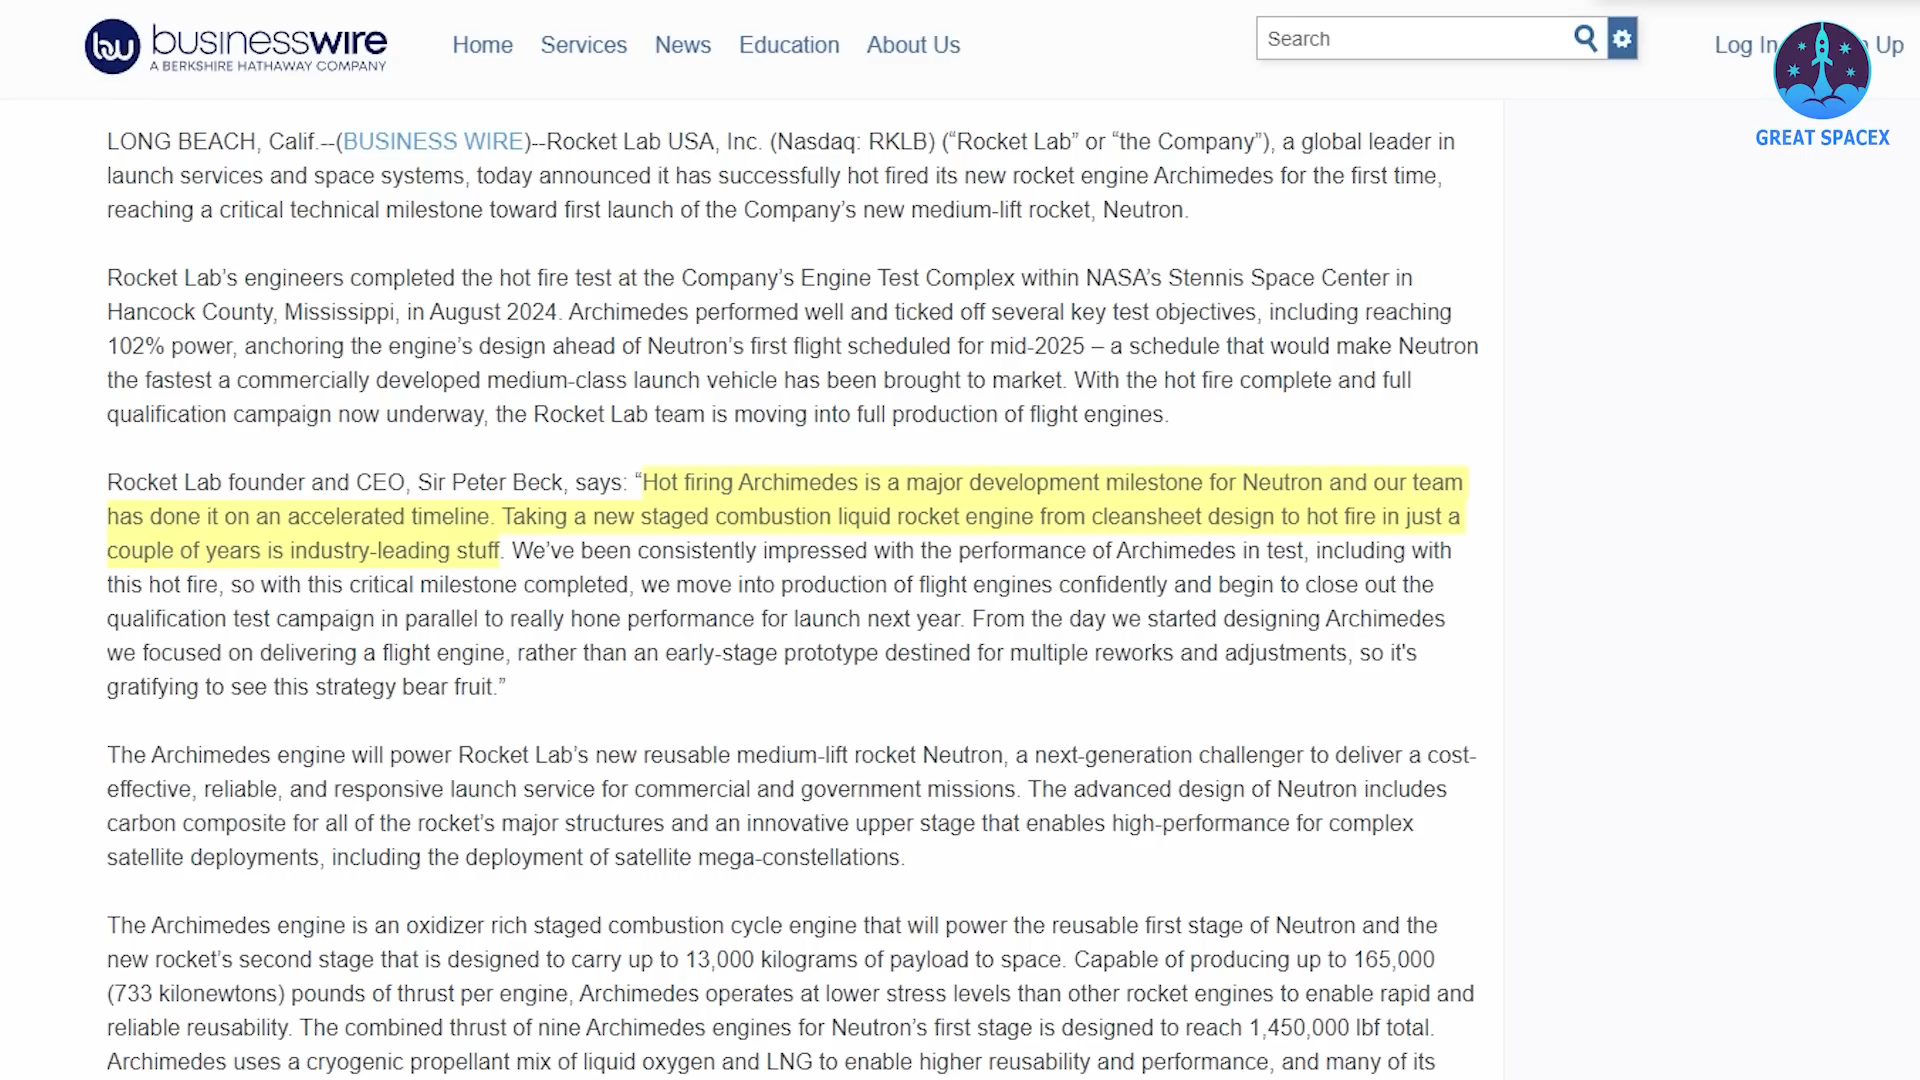 businesswire
A BERKSHIRE HATHAWAY COMPANY
Home Services News Education About Us
Search
Log In Up
GREAT SPACEX
LONG BEACH, Calif.--(BUSINESS WIRE)--Rocket Lab USA, Inc. (Nasdaq: RKLB) (“Rocket Lab” or “the Company”), a global leader in
launch services and space systems, today announced it has successfully hot fired its new rocket engine Archimedes for the first time,
reaching a critical technical milestone toward first launch of the Company’s new medium-lift rocket, Neutron.
Rocket Lab’s engineers completed the hot fire test at the Company’s Engine Test Complex within NASA’s Stennis Space Center in
Hancock County, Mississippi, in August 2024. Archimedes performed well and ticked off several key test objectives, including reaching
102% power, anchoring the engine’s design ahead of Neutron’s first flight scheduled for mid-2025 – a schedule that would make Neutron
the fastest a commercially developed medium-class launch vehicle has been brought to market. With the hot fire complete and full
qualification campaign now underway, the Rocket Lab team is moving into full production of flight engines.
Rocket Lab founder and CEO, Sir Peter Beck, says: “Hot firing Archimedes is a major development milestone for Neutron and our team
has done it on an accelerated timeline. Taking a new staged combustion liquid rocket engine from cleansheet design to hot fire in just a
couple of years is industry-leading stuff. We’ve been consistently impressed with the performance of Archimedes in test, including with
this hot fire, so with this critical milestone completed, we move into production of flight engines confidently and begin to close out the
qualification test campaign in parallel to really hone performance for launch next year. From the day we started designing Archimedes
we focused on delivering a flight engine, rather than an early-stage prototype destined for multiple reworks and adjustments, so it's
gratifying to see this strategy bear fruit.”
The Archimedes engine will power Rocket Lab’s new reusable medium-lift rocket Neutron, a next-generation challenger to deliver a cost-
effective, reliable, and responsive launch service for commercial and government missions. The advanced design of Neutron includes
carbon composite for all of the rocket’s major structures and an innovative upper stage that enables high-performance for complex
satellite deployments, including the deployment of satellite mega-constellations.
The Archimedes engine is an oxidizer rich staged combustion cycle engine that will power the reusable first stage of Neutron and the
new rocket’s second stage that is designed to carry up to 13,000 kilograms of payload to space. Capable of producing up to 165,000
(733 kilonewtons) pounds of thrust per engine, Archimedes operates at lower stress levels than other rocket engines to enable rapid and
reliable reusability. The combined thrust of nine Archimedes engines for Neutron’s first stage is designed to reach 1,450,000 lbf total.
Archimedes uses a cryogenic propellant mix of liquid oxygen and LNG to enable higher reusability and performance, and many of its